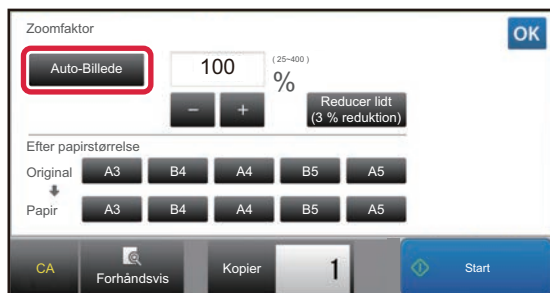 Zoomfaktor
OK
Auto-Billede
100
(25~400)
%
− +
Reducer lidt
(3 % reduktion)
Efter papirstørrelse
Original A3 B4 A4 B5 A5
Papir A3 B4 A4 B5 A5
CA Forhåndsvis Kopier 1 Start